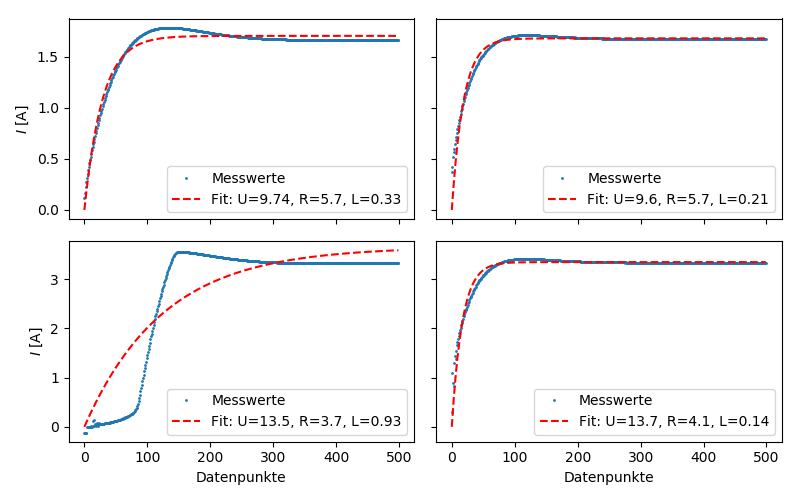 I [A]
1.5
1.0
0.5
0.0
Messwerte
Fit: U=9.74, R=5.7, L=0.33
Messwerte
Fit: U=9.6, R=5.7, L=0.21
I [A]
3
2
1
0
Messwerte
Fit: U=13.5, R=3.7, L=0.93
0 100 200 300 400 500
Datenpunkte
Messwerte
Fit: U=13.7, R=4.1, L=0.14
0 100 200 300 400 500
Datenpunkte